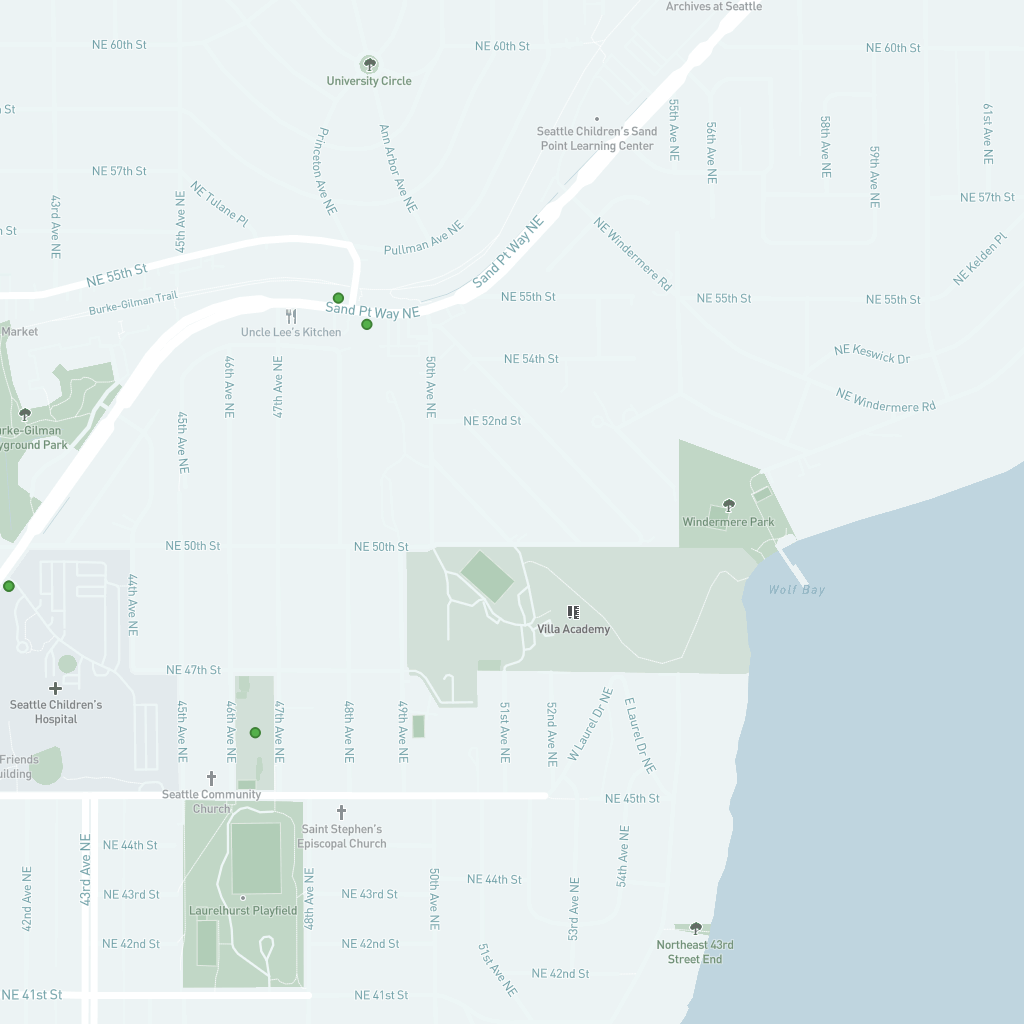 Archives at Seattle
NE 60th St
NE 60th St
NE 60th St
University Circle
Seattle Children's Sand
Point Learning Center
55th Ave NE
56th Ave NE
58th Ave NE
59th Ave NE
61st Ave NE
Princeton Ave NE
Ann Arbor Ave NE
NE 57th St
NE 57th St
43rd Ave NE
45th Ave NE
NE Tulane Pl
Pullman Ave NE
Sand Pt Way NE
NE Windermere Rd
NE Kelden Pl
NE 55th St
Burke-Gilman Trail
Sand Pt Way NE
NE 55th St
NE 55th St
NE 55th St
Market
Uncle Lee's Kitchen
46th Ave NE
47th Ave NE
50th Ave NE
NE 54th St
NE Keswick Dr
NE Windermere Rd
45th Ave NE
NE 52nd St
urke-Gilman
yground Park
Windermere Park
NE 50th St
NE 50th St
44th Ave NE
Wolf Bay
Villa Academy
NE 47th St
Seattle Children's
Hospital
45th Ave NE
46th Ave NE
47th Ave NE
48th Ave NE
49th Ave NE
51st Ave NE
52nd Ave NE
W Laurel Dr NE
E Laurel Dr NE
Friends
uilding
Seattle Community
Church
NE 45th St
Saint Stephen's
Episcopal Church
NE 44th St
42nd Ave NE
43rd Ave NE
NE 43rd St
48th Ave NE
NE 43rd St
50th Ave NE
NE 44th St
53rd Ave NE
54th Ave NE
Laurelhurst Playfield
NE 42nd St
NE 42nd St
51st Ave NE
NE 42nd St
Northeast 43rd
Street End
NE 41st St
NE 41st St